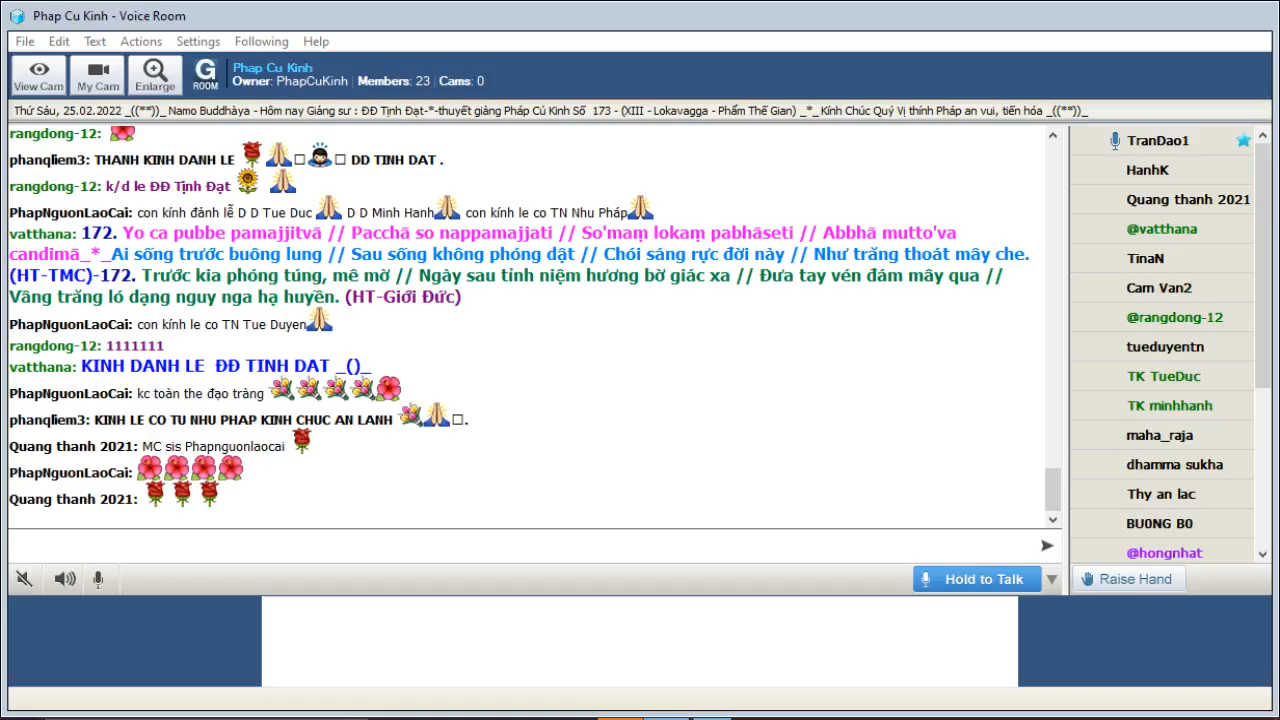 Phap Cu Kinh - Voice Room
File Edit Text Actions Settings Following Help
View Cam My Cam Enlarge G ROOM Phap Cu Kinh
Owner: PhapCuKinh | Members: 23 | Cams: 0
Thứ Sáu, 25.02.2022 _((**))_ Namo Buddhàya - Hôm nay Giảng sư : ĐĐ Tịnh Đạt-*-thuyết giảng Pháp Cú Kinh Số 173 - (XIII - Lokavagga - Phẩm Thế Gian) _*_ Kính Chúc Quý Vị thính Pháp an vui, tiến hóa _((**))_
rangdong-12:
phanqliem3: THANH KINH DANH LE DD TINH DAT .
rangdong-12: k/d le ĐĐ Tịnh Đạt
PhapNguonLaoCai: con kính đảnh lễ D D Tue Duc D D Minh Hanh con kính le co TN Nhu Pháp
vatthana: 172. Yo ca pubbe pamajjitvā // Pacchā so nappamajjati // So'maṃ lokaṃ pabhāseti // Abbhā mutto'va
candimā_*_Ai sống trước buông lung // Sau sống không phóng dật // Chói sáng rực đời này // Như trăng thoát mây che.
(HT-TMC)-172. Trước kia phóng túng, mê mờ // Ngày sau tỉnh niệm hương bờ giác xa // Đưa tay vén đám mây qua //
Vầng trăng ló dạng nguy nga hạ huyền. (HT-Giới Đức)
PhapNguonLaoCai: con kính le co TN Tue Duyen
rangdong-12: 1111111
vatthana: KINH DANH LE ĐĐ TINH DAT _()_
PhapNguonLaoCai: kc toàn the đạo tràng
phanqliem3: KINH LE CO TU NHU PHAP KINH CHUC AN LANH .
Quang thanh 2021: MC sis Phapnguonlaocai
PhapNguonLaoCai:
Quang thanh 2021:
Hold to Talk
TranDao1
HanhK
Quang thanh 2021
@vatthana
TinaN
Cam Van2
@rangdong-12
tueduyentn
TK TueDuc
TK minhhanh
maha_raja
dhamma sukha
Thy an lac
BU0NG B0
@hongnhat
Raise Hand